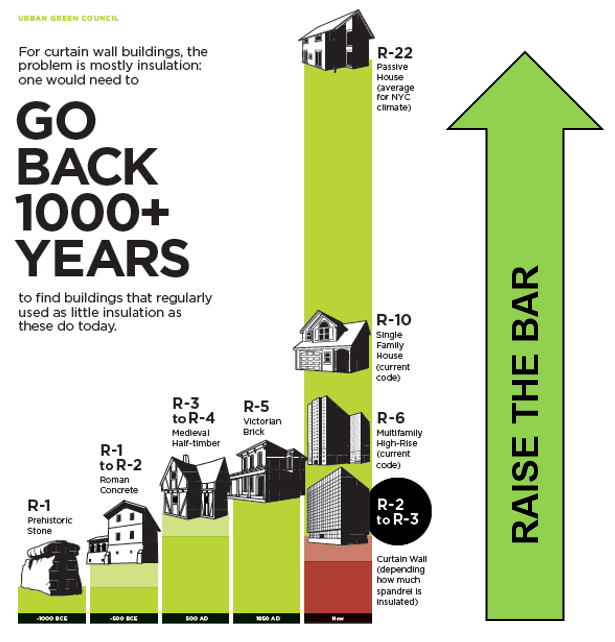 URBAN GREEN COUNCIL
For curtain wall buildings, the
problem is mostly insulation:
one would need to
GO
BACK
1000+
YEARS
to find buildings that regularly
used as little insulation as
these do today.
R-1
Prehistoric
Stone
R-1
to R-2
Roman
Concrete
R-3
to R-4
Medieval
Half-timber
R-5
Victorian
Brick
R-22
Passive
House
(average
for NYC
climate)
R-10
Single
Family
House
(current
code)
R-6
Multifamily
High-Rise
(current
code)
R-2
to R-3
Curtain Wall
(depending
how much
spandrel is
insulated)
-1000 BCE
-500 BCE
500 AD
1850 AD
Now
RAISE THE BAR